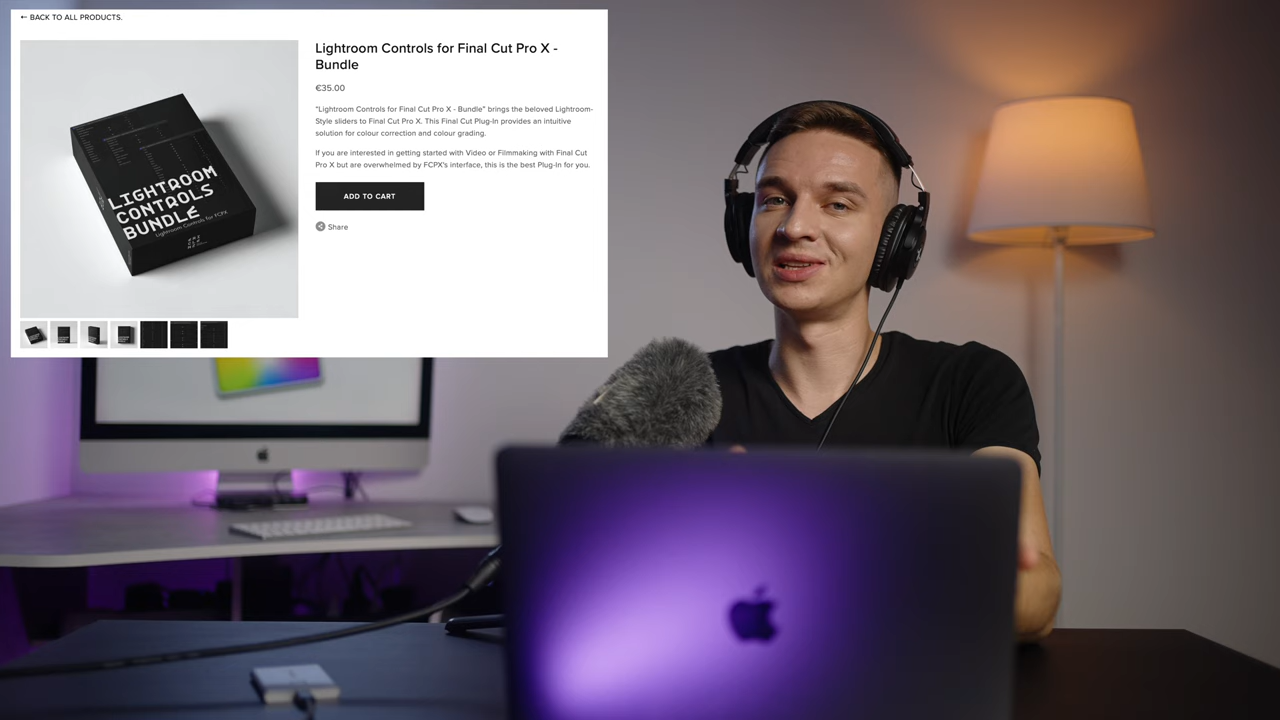 ← BACK TO ALL PRODUCTS.
Lightroom Controls for Final Cut Pro X -
Bundle
€35.00
"Lightroom Controls for Final Cut Pro X - Bundle" brings the beloved Lightroom-
Style sliders to Final Cut Pro X. This Final Cut Plug-In provides an intuitive
solution for colour correction and colour grading.
If you are interested in getting started with Video or Filmmaking with Final Cut
Pro X but are overwhelmed by FCPX's interface, this is the best Plug-In for you.
ADD TO CART
Share
LIGHTROOM
CONTROLS
BUNDLE
Lightroom Controls for FCPX